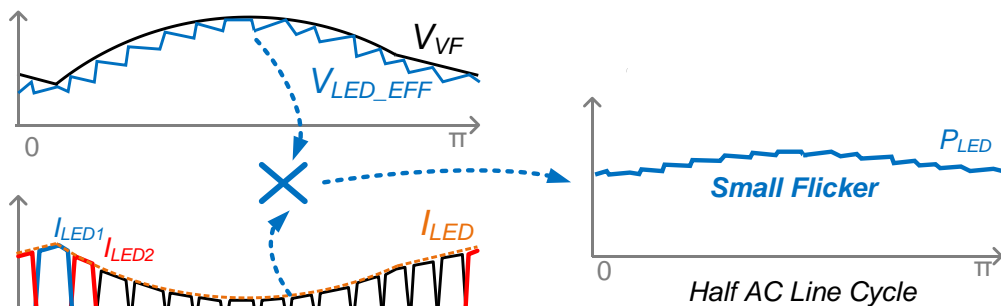 V_VF
V_LED_EFF
0
π
I_LED1
I_LED2
I_LED
P_LED
Small Flicker
0
π
Half AC Line Cycle